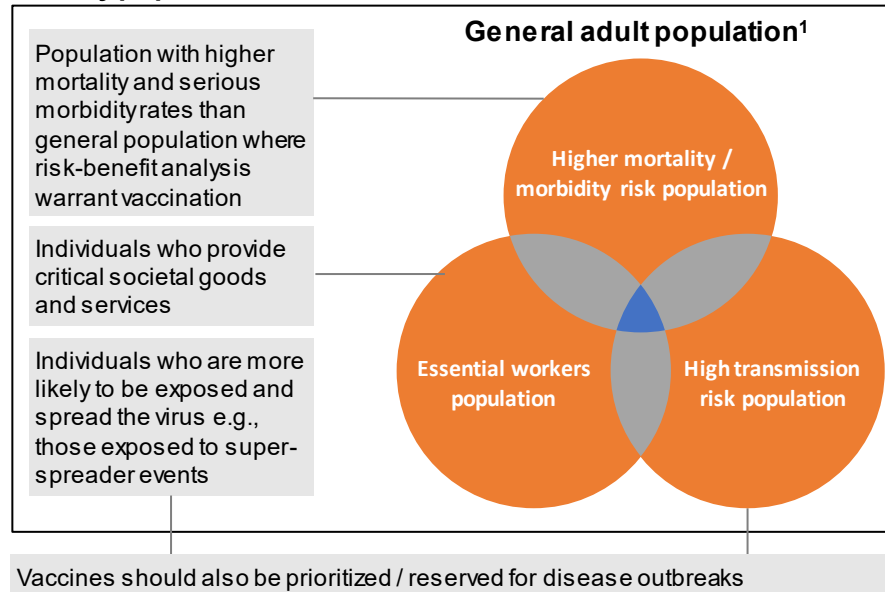 General adult population¹
Population with higher
mortality and serious
morbidity rates than
general population where
risk-benefit analysis
warrant vaccination
Individuals who provide
critical societal goods
and services
Individuals who are more
likely to be exposed and
spread the virus e.g.,
those exposed to super-
spreader events
Higher mortality /
morbidity risk population
Essential workers
population
High transmission
risk population
Vaccines should also be prioritized / reserved for disease outbreaks